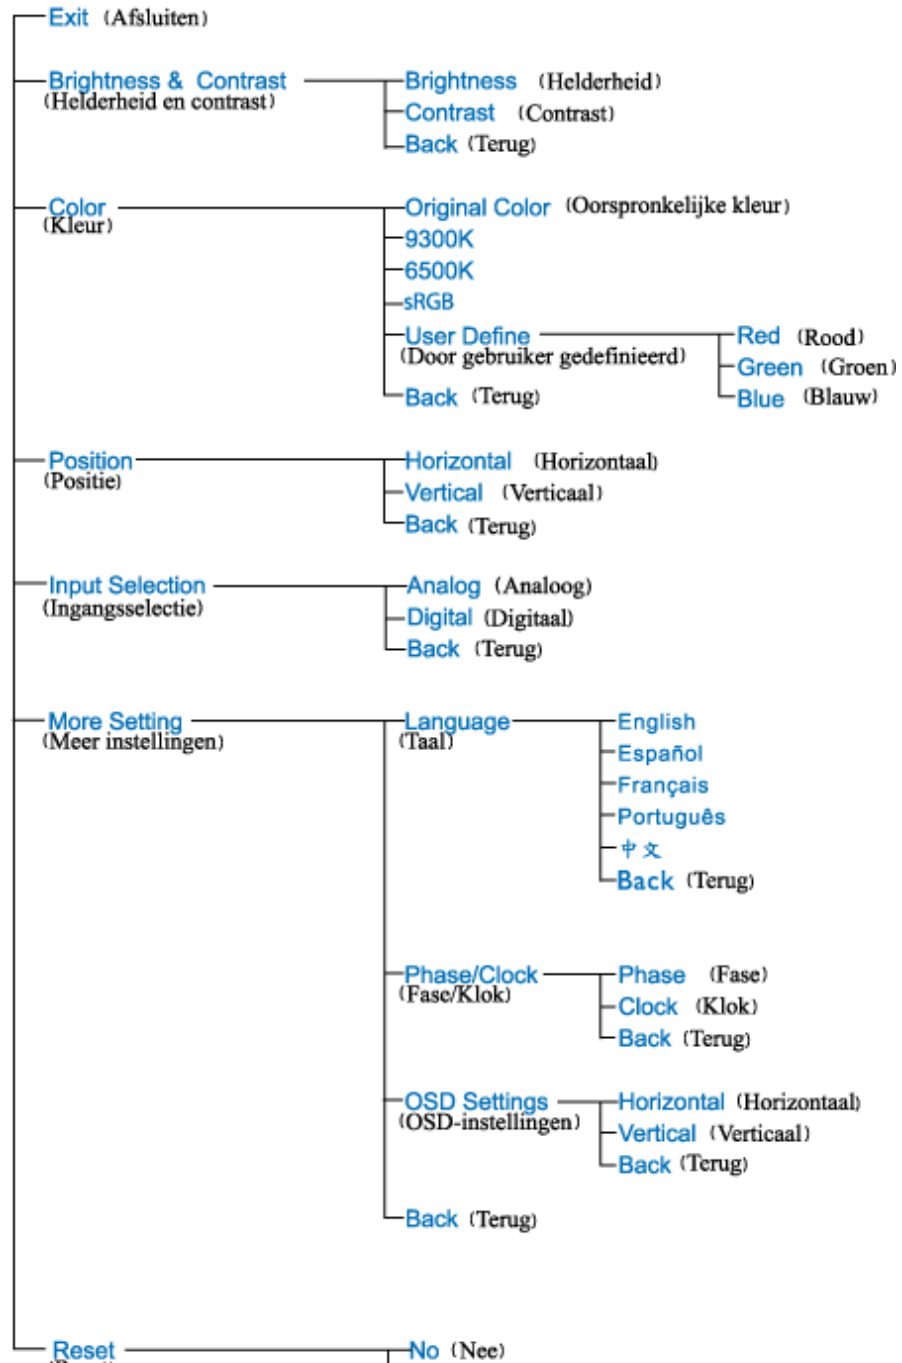 Exit (Afsluiten)
Brightness & Contrast
(Helderheid en contrast)
Brightness (Helderheid)
Contrast (Contrast)
Back (Terug)
Color
(Kleur)
Original Color (Oorspronkelijke kleur)
9300K
6500K
sRGB
User Define
(Door gebruiker gedefinieerd)
Red (Rood)
Green (Groen)
Blue (Blauw)
Back (Terug)
Position
(Positie)
Horizontal (Horizontaal)
Vertical (Verticaal)
Back (Terug)
Input Selection
(Ingangsselectie)
Analog (Analoog)
Digital (Digitaal)
Back (Terug)
More Setting
(Meer instellingen)
Language
(Taal)
English
Español
Français
Português
中文
Back (Terug)
Phase/Clock
(Fase/Klok)
Phase (Fase)
Clock (Klok)
Back (Terug)
OSD Settings
(OSD-instellingen)
Horizontal (Horizontaal)
Vertical (Verticaal)
Back (Terug)
Back (Terug)
Reset
No (Nee)